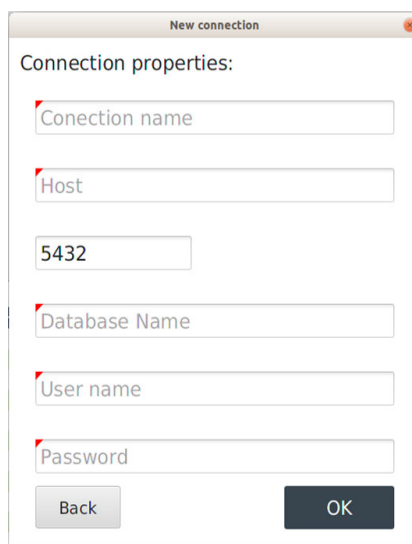 New connection
Connection properties:
Conection name
Host
5432
Database Name
User name
Password
Back
OK